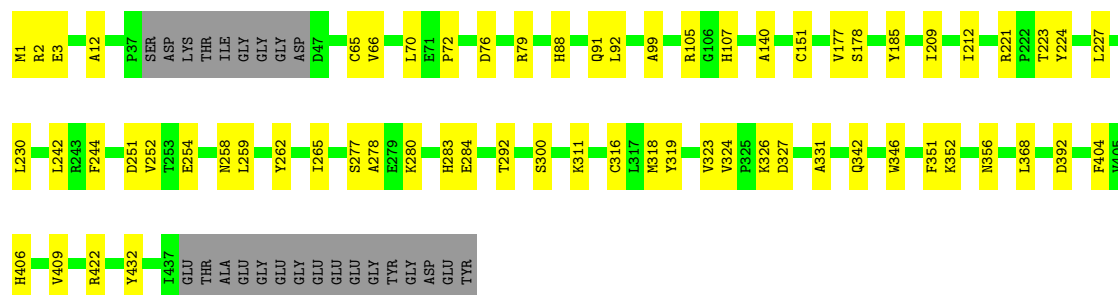 M1 R2 E3 A12 P37 SER ASP LYS THR ILE GLY GLY GLY ASP D47 C65 V66 L70 E71 P72 D76 R79 H88 Q91 L92 A99 R105 G106 H107 A140 C151 V177 S178 Y185 I209 I212 R221 P222 T223 Y224 L227
L230 L242 R243 F244 D251 V252 T253 E254 N258 L259 Y262 I265 S277 A278 E279 K280 H283 E284 T292 S300 K311 C316 L317 M318 Y319 V323 V324 P325 K326 D327 A331 Q342 W346 F351 K352 N356 L368 D392 F404 V405
H406 V409 R422 Y432 I437 GLU THR ALA GLU GLY GLU GLY GLU GLU GLU GLY TYR GLY ASP GLU TYR